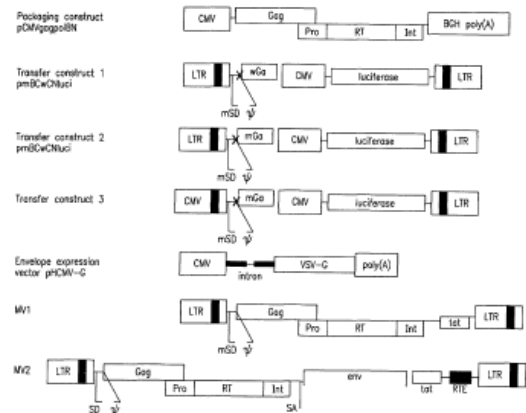 Packaging construct
pCMVgagpolBN
CMV Gag
Pro RT Int
BGH poly(A)
Transfer construct 1
pmBCwCNluci
LTR wGa CMV luciferase LTR
mSD ψ
Transfer construct 2
pmBCwCNluci
LTR mGa CMV luciferase LTR
mSD ψ
Transfer construct 3
CMV mGa CMV luciferase LTR
mSD ψ
Envelope expression
vector pHCMV-G
CMV VSV-G poly(A)
intron
MV1
LTR Gag LTR
Pro RT Int tat
mSD ψ
MV2
LTR Gag env tat RTE LTR
Pro RT Int
SD ψ SA